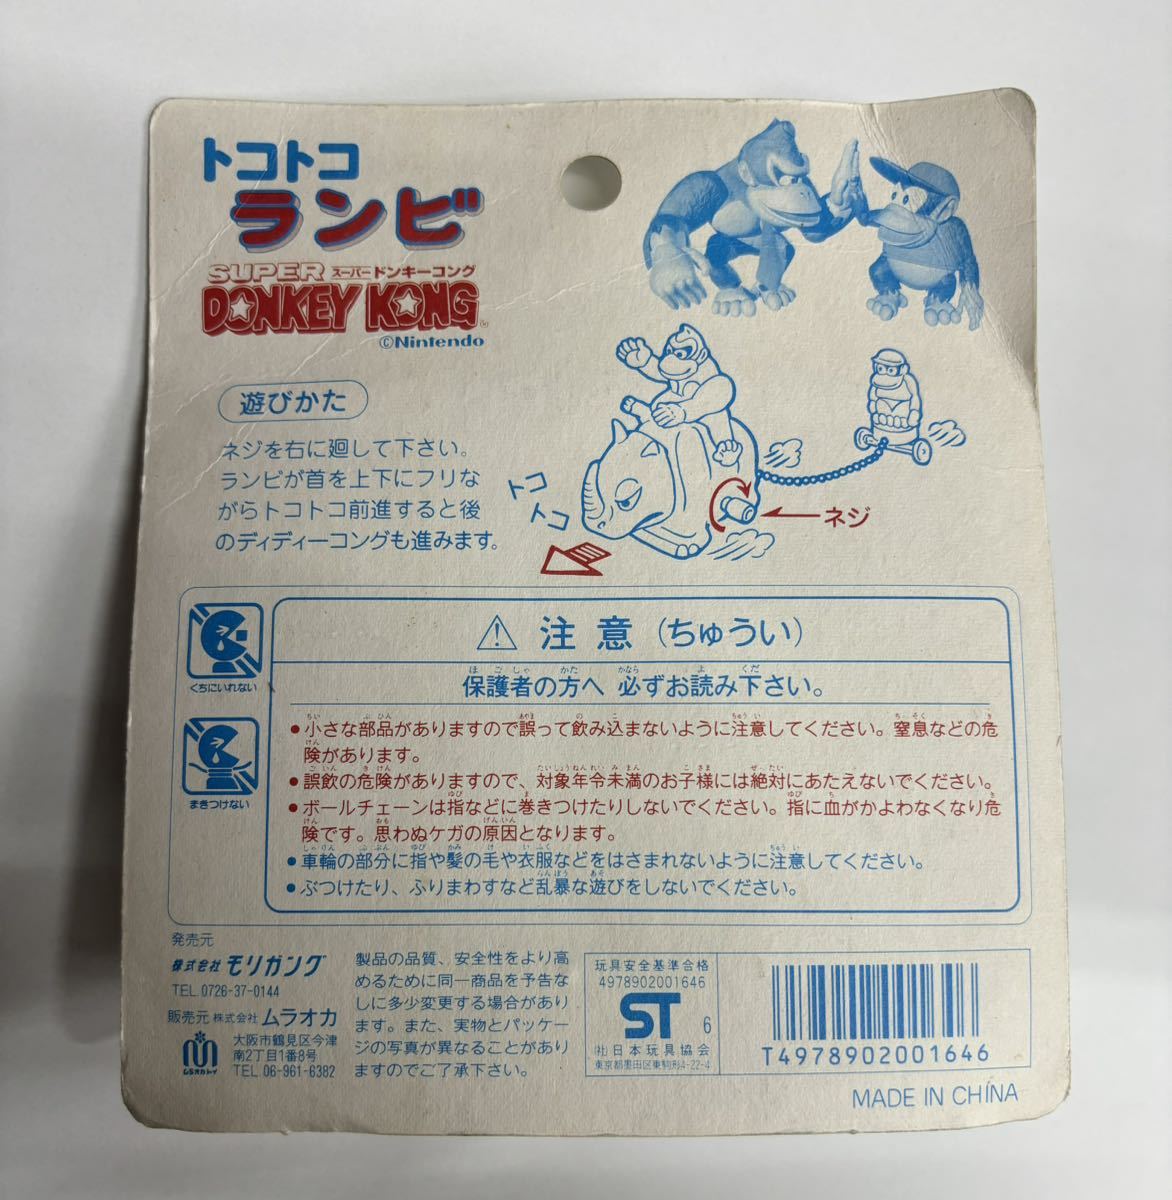 トコトコ
ランビ
SUPER スーパードンキーコング
DONKEY KONG
©Nintendo
遊びかた
ネジを右に廻して下さい。
ランビが首を上下にフリな
がらトコトコ前進すると後
のディディーコングも進みます。
トコ
トコ
ネジ
くちにいれない
まきつけない
⚠ 注意(ちゅうい)
保護者の方へ 必ずお読み下さい。
●小さな部品がありますので誤って飲み込まないように注意してください。窒息などの危
険があります。
●誤飲の危険がありますので、対象年令未満のお子様には絶対にあたえないでください。
●ボールチェーンは指などに巻きつけたりしないでください。指に血がかよわなくなり危
険です。思わぬケガの原因となります。
●車輪の部分に指や髪の毛や衣服などをはさまれないように注意してください。
●ぶつけたり、ふりまわすなど乱暴な遊びをしないでください。
発売元
株式会社 モリガング
TEL.0726-37-0144
販売元 株式会社 ムラオカ
ムラオカトイ
大阪市鶴見区今津
南2丁目1番8号
TEL 06-961-6382
製品の品質、安全性をより高
めるために同一商品を予告な
しに多少変更する場合があり
ます。また、実物とパッケー
ジの写真が異なることがあり
ますのでご了承下さい。
玩具安全基準合格
4978902001646
ST 6
(社)日本玩具協会
東京都墨田区東駒形4-22-4
T4978902001646
MADE IN CHINA